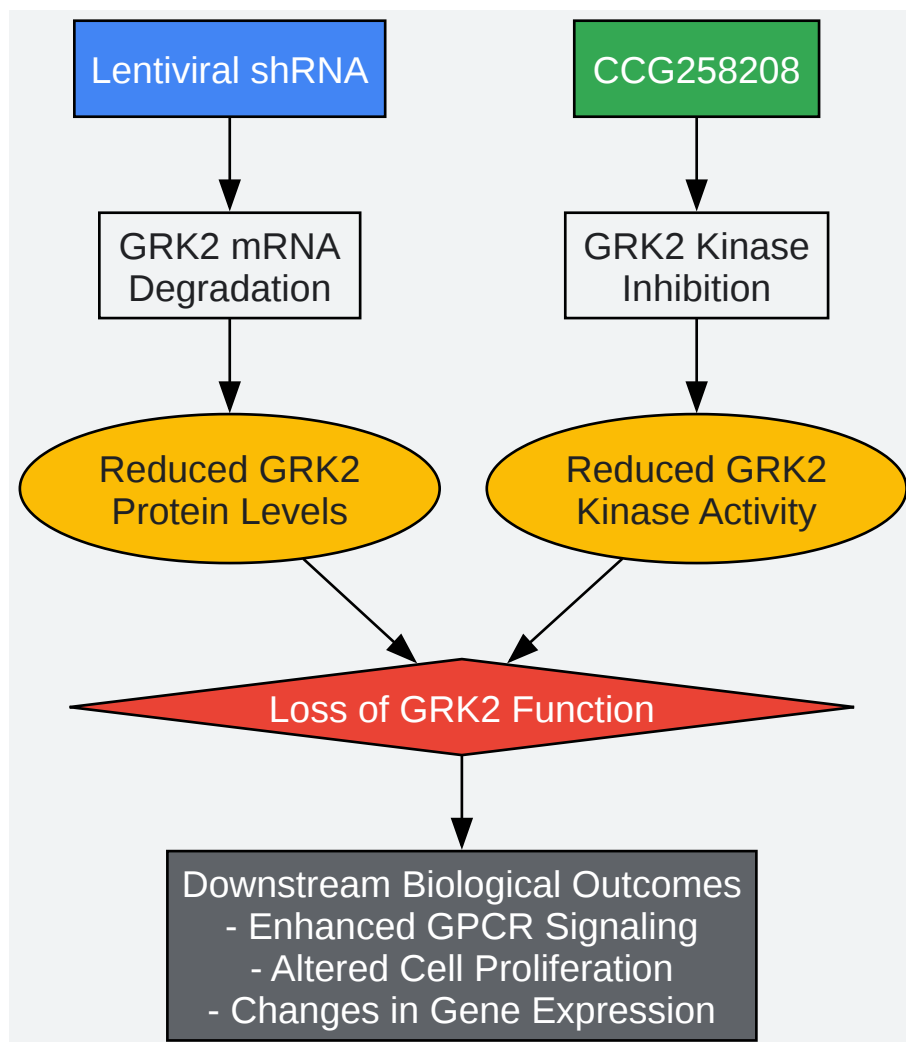 Lentiviral shRNA
CCG258208
GRK2 mRNA
Degradation
GRK2 Kinase
Inhibition
Reduced GRK2
Protein Levels
Reduced GRK2
Kinase Activity
Loss of GRK2 Function
Downstream Biological Outcomes
- Enhanced GPCR Signaling
- Altered Cell Proliferation
- Changes in Gene Expression